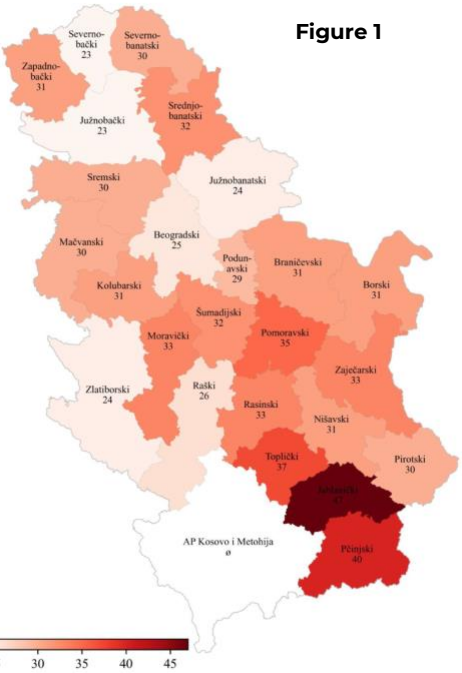 Figure 1
Severno-
bački
23
Severno-
banatski
30
Zapadno-
bački
31
Srednjo-
banatski
32
Južnobački
23
Sremski
30
Južnobanatski
24
Beogradski
25
Mačvanski
30
Podun-
avski
29
Braničevski
31
Borski
31
Kolubarski
31
Šumadijski
32
Moravički
33
Pomoravski
35
Zaječarski
33
Zlatiborski
24
Raški
26
Rasinski
33
Nišavski
31
Toplički
37
Pirotski
30
AP Kosovo i Metohija
ø
Pčinjski
40
30 35 40 45